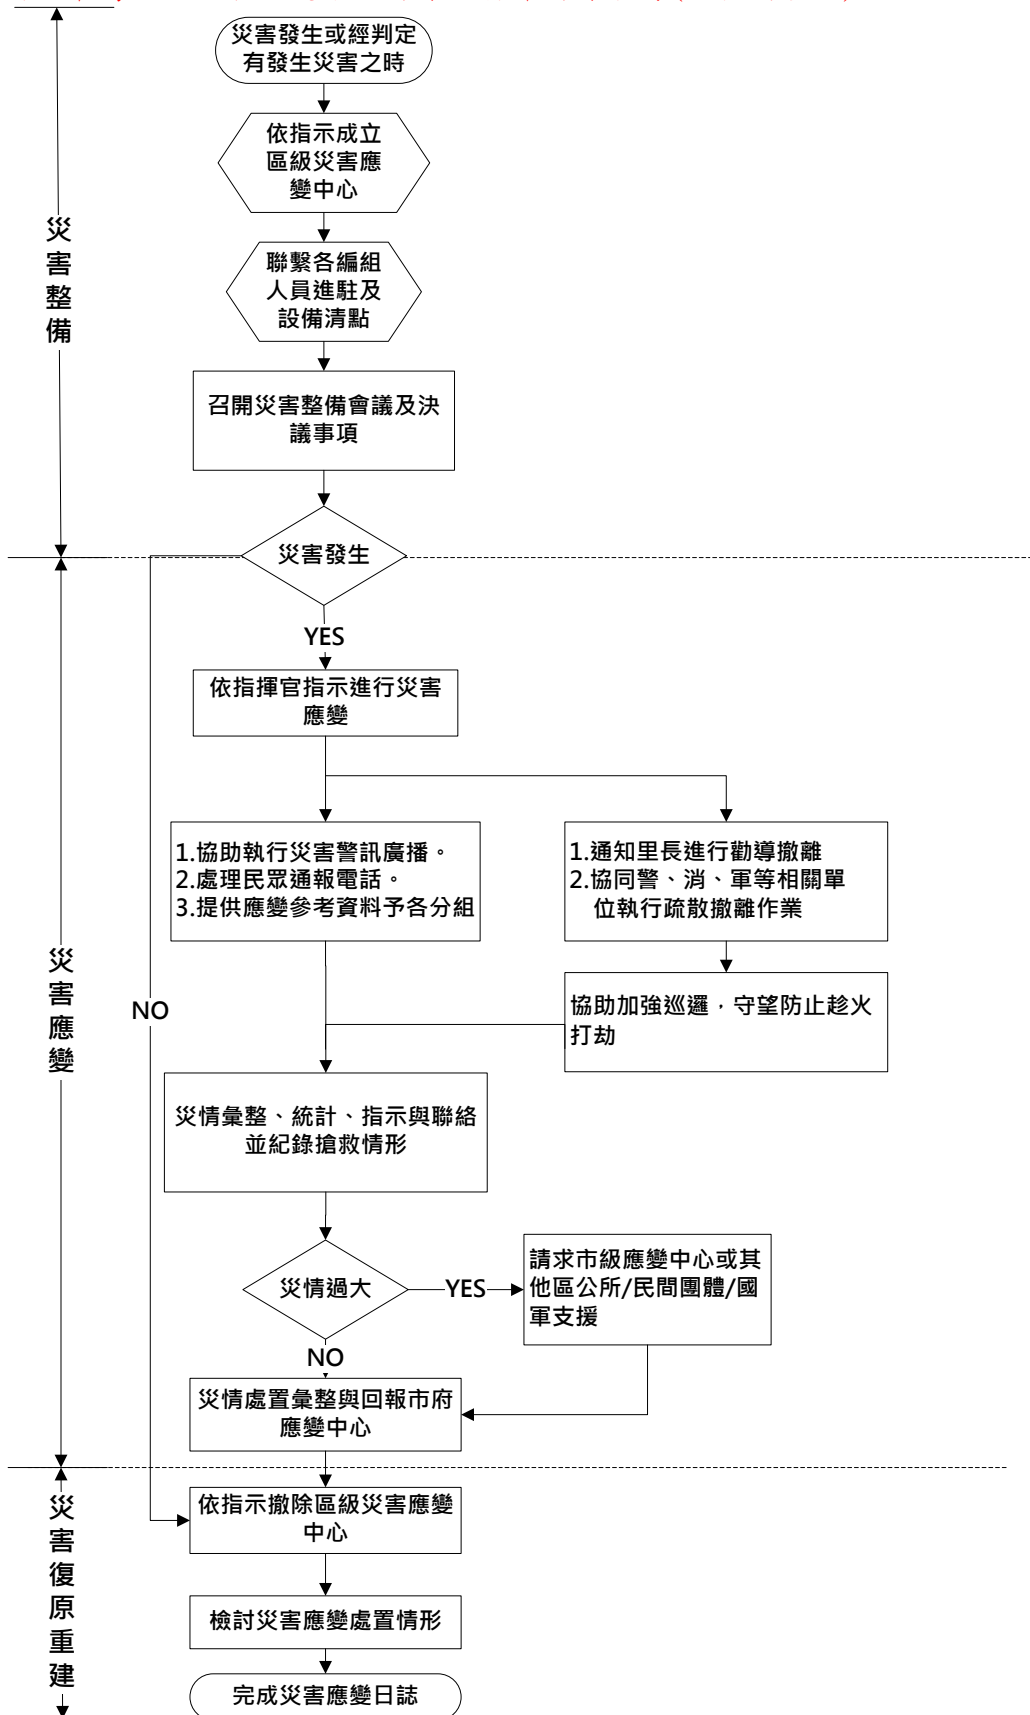 災害發生或經判定
有發生災害之時
依指示成立
區級災害應
變中心
聯繫各編組
人員進駐及
設備清點
災害整備
召開災害整備會議及決
議事項
災害發生
YES
依指揮官指示進行災害
應變
1.協助執行災害警訊廣播。
2.處理民眾通報電話。
3.提供應變參考資料予各分組
1.通知里長進行勸導撤離
2.協同警、消、軍等相關單
位執行疏散撤離作業
災害應變
NO
協助加強巡邏，守望防止趁火
打劫
災情彙整、統計、指示與聯絡
並紀錄搶救情形
災情過大
YES
請求市級應變中心或其
他區公所/民間團體/國
軍支援
NO
災情處置彙整與回報市府
應變中心
災害復原重建
依指示撤除區級災害應變
中心
檢討災害應變處置情形
完成災害應變日誌